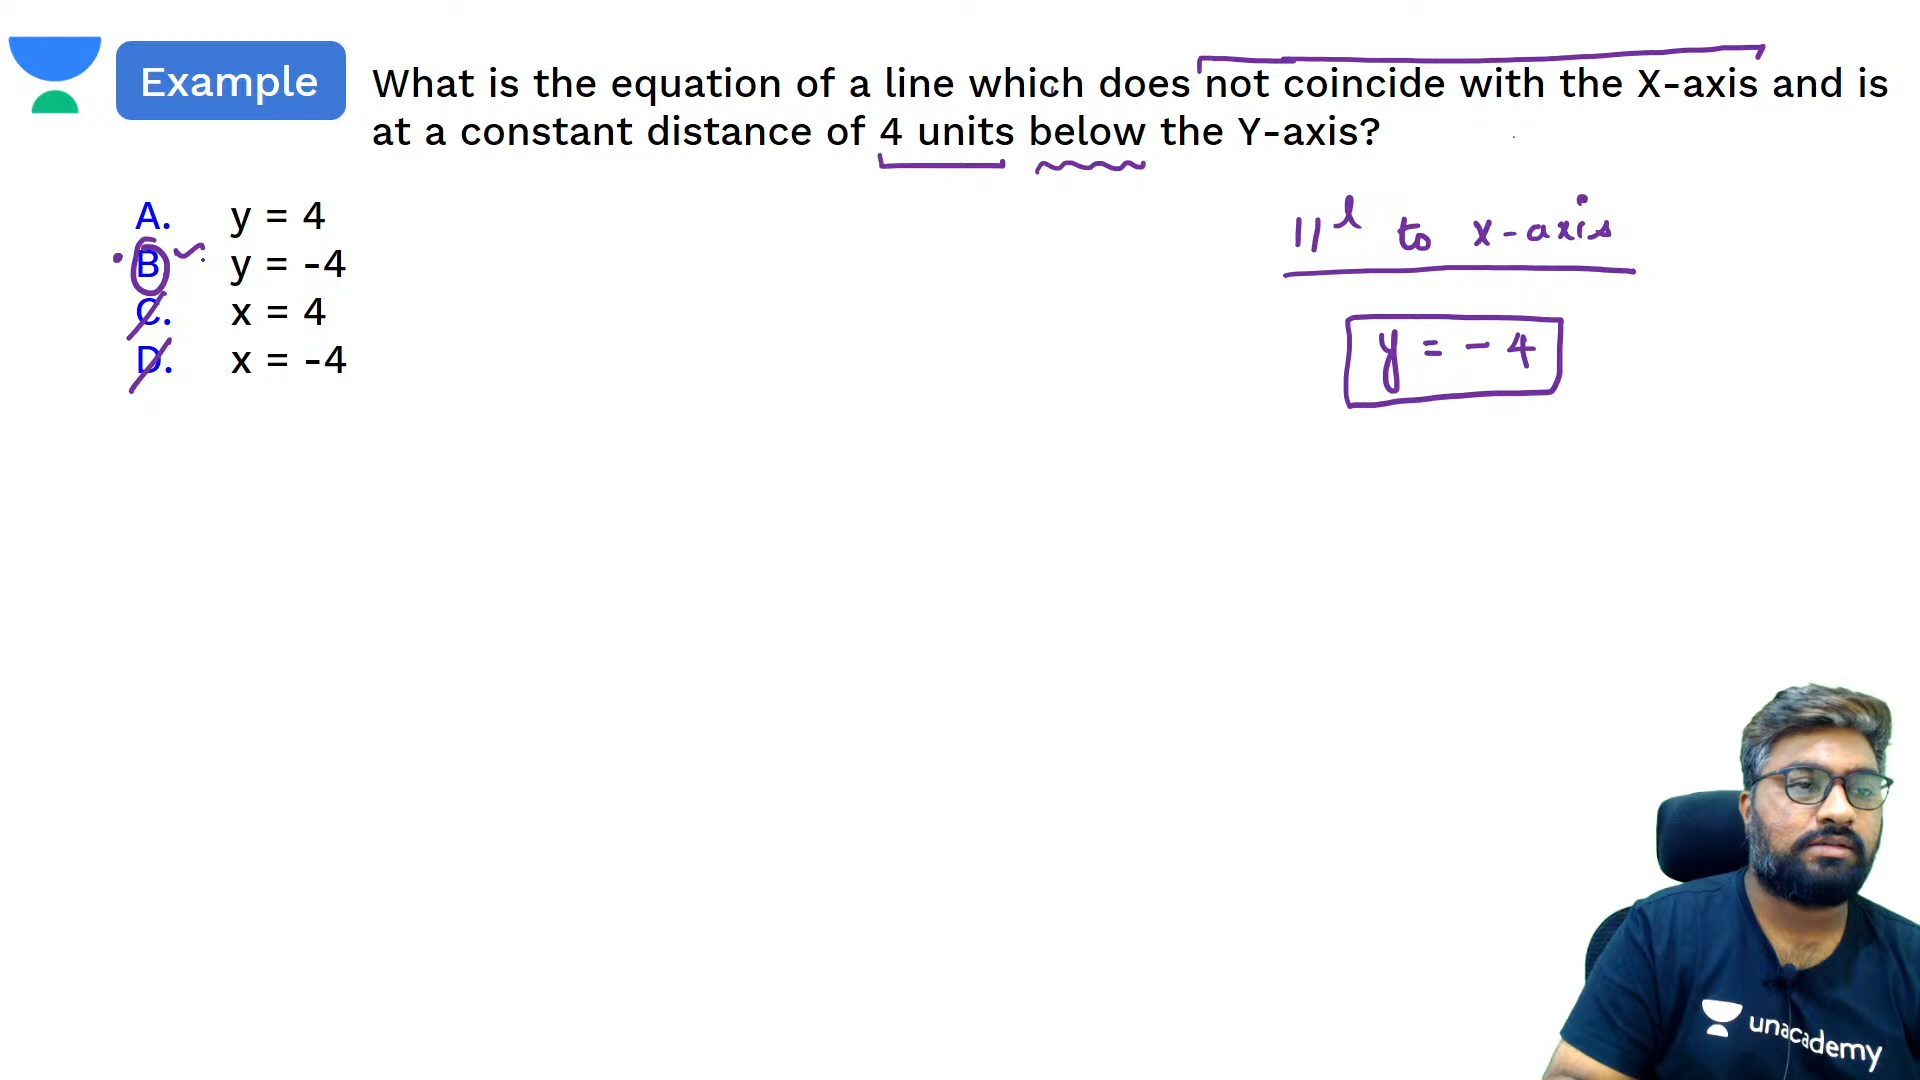 Example
What is the equation of a line which does not coincide with the X-axis and is
at a constant distance of 4 units below the Y-axis?
A. y = 4
B. y = -4
C. x = 4
D. x = -4
11l to x-axis
y = - 4
unacademy